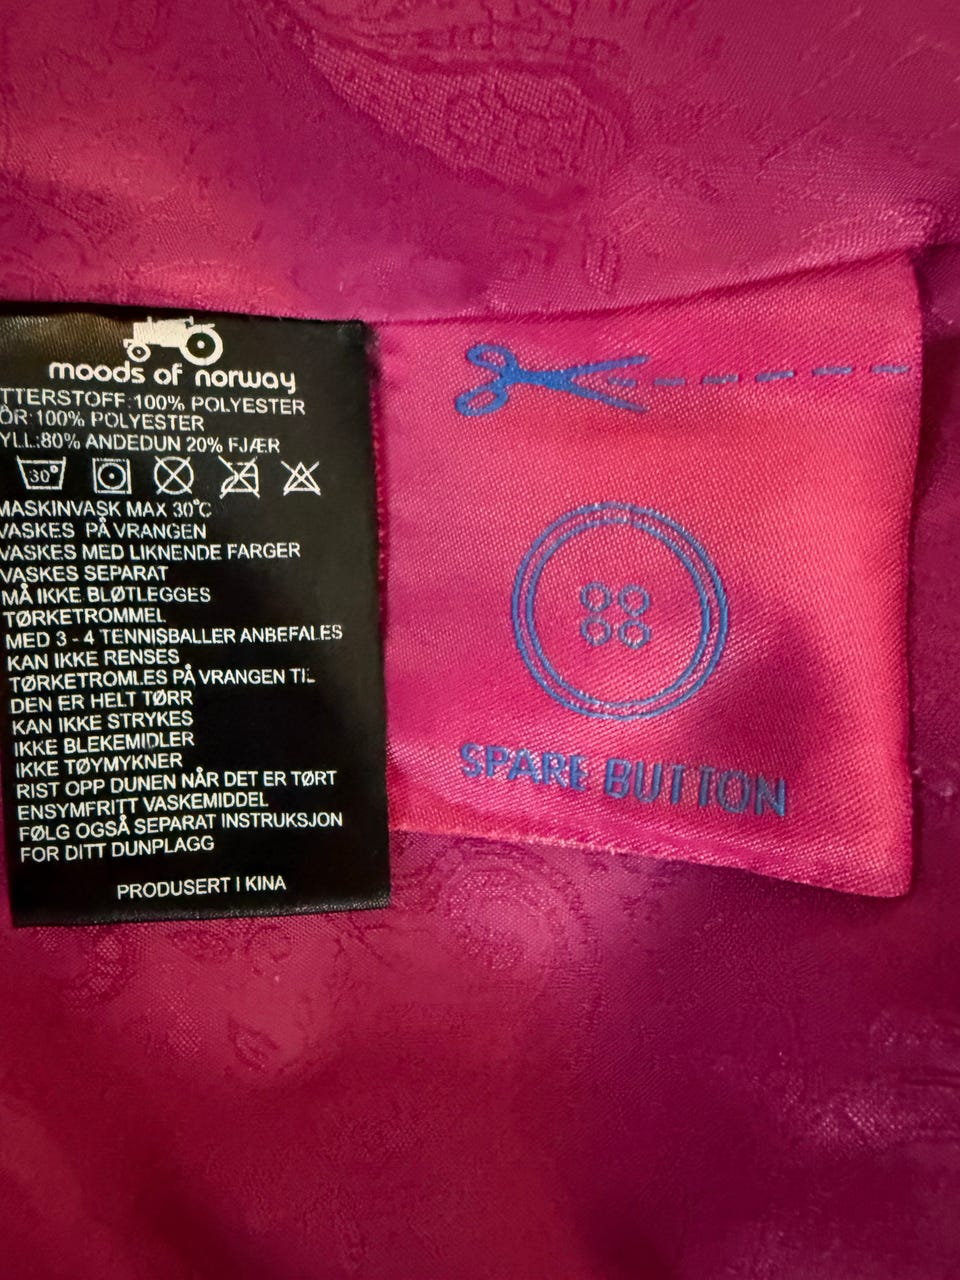 moods of norway
TTERSTOFF:100% POLYESTER
ÔR:100% POLYESTER
YLL:80% ANDEDUN 20% FJÆR
30°
MASKINVASK MAX 30°C
VASKES PÅ VRANGEN
VASKES MED LIKNENDE FARGER
VASKES SEPARAT
MÅ IKKE BLØTLEGGES
TØRKETROMMEL
MED 3 - 4 TENNISBALLER ANBEFALES
KAN IKKE RENSES
TØRKETROMLES PÅ VRANGEN TIL
DEN ER HELT TØRR
KAN IKKE STRYKES
IKKE BLEKEMIDLER
IKKE TØYMYKNER
RIST OPP DUNEN NÅR DET ER TØRT
ENSYMFRITT VASKEMIDDEL
FØLG OGSÅ SEPARAT INSTRUKSJON
FOR DITT DUNPLAGG
PRODUSERT I KINA
SPARE BUTTON